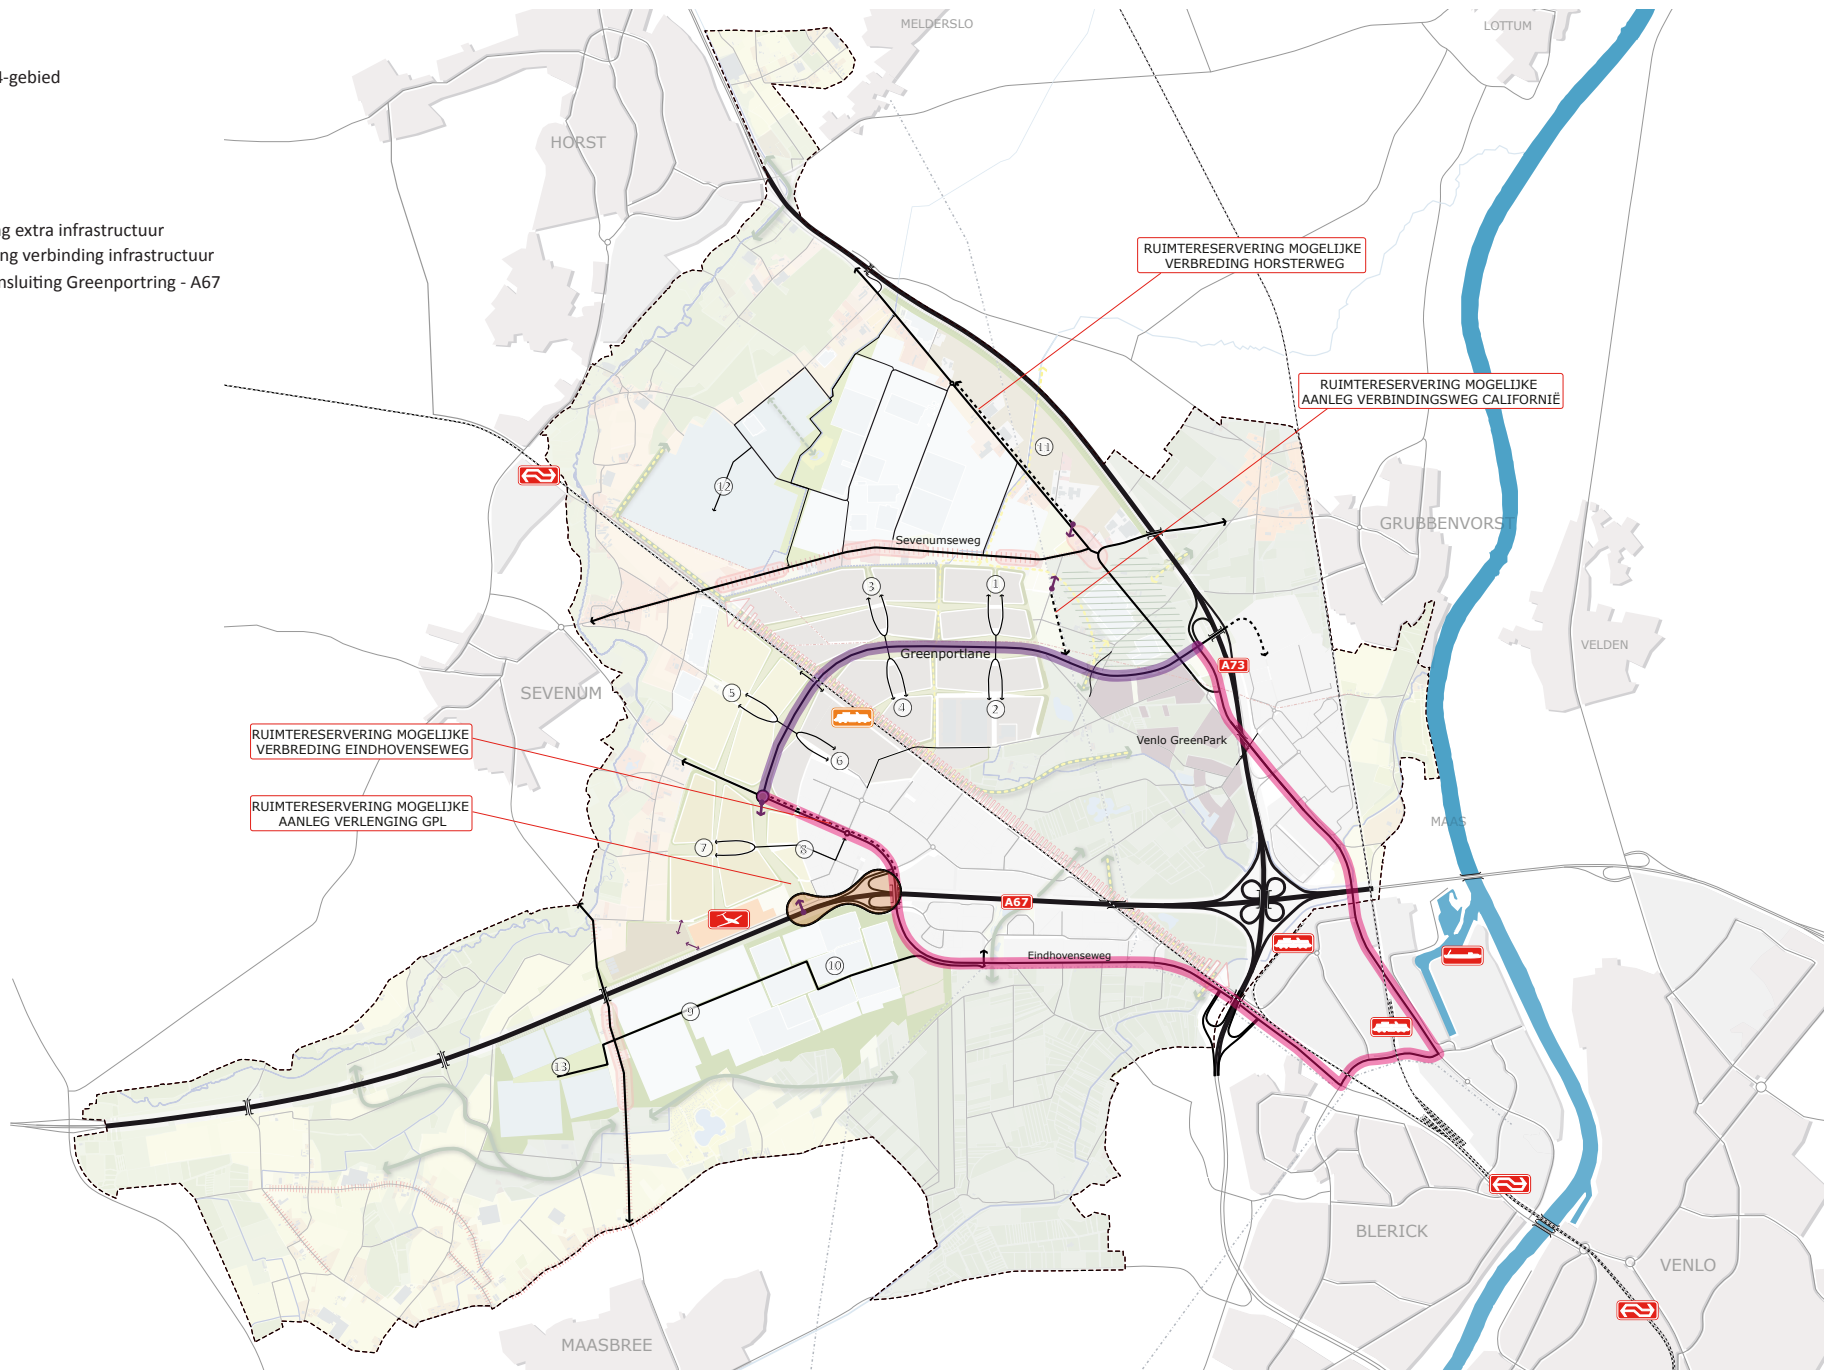 MELDERSLO
LOTTUM
4-gebied
HORST
g extra infrastructuur
ng verbinding infrastructuur
nsluiting Greenportring - A67
RUIMTERESERVERING MOGELIJKE
VERBREDING HORSTERWEG
RUIMTERESERVERING MOGELIJKE
AANLEG VERBINDINGSWEG CALIFORNIË
11
12
GRUBBENVORST
Sevenumseweg
3
1
VELDEN
Greenportlane
A73
SEVENUM
5
4
2
RUIMTERESERVERING MOGELIJKE
VERBREDING EINDHOVENSEWEG
Venlo GreenPark
6
RUIMTERESERVERING MOGELIJKE
AANLEG VERLENGING GPL
MAAS
7
8
A67
Eindhovenseweg
10
9
13
BLERICK
VENLO
MAASBREE